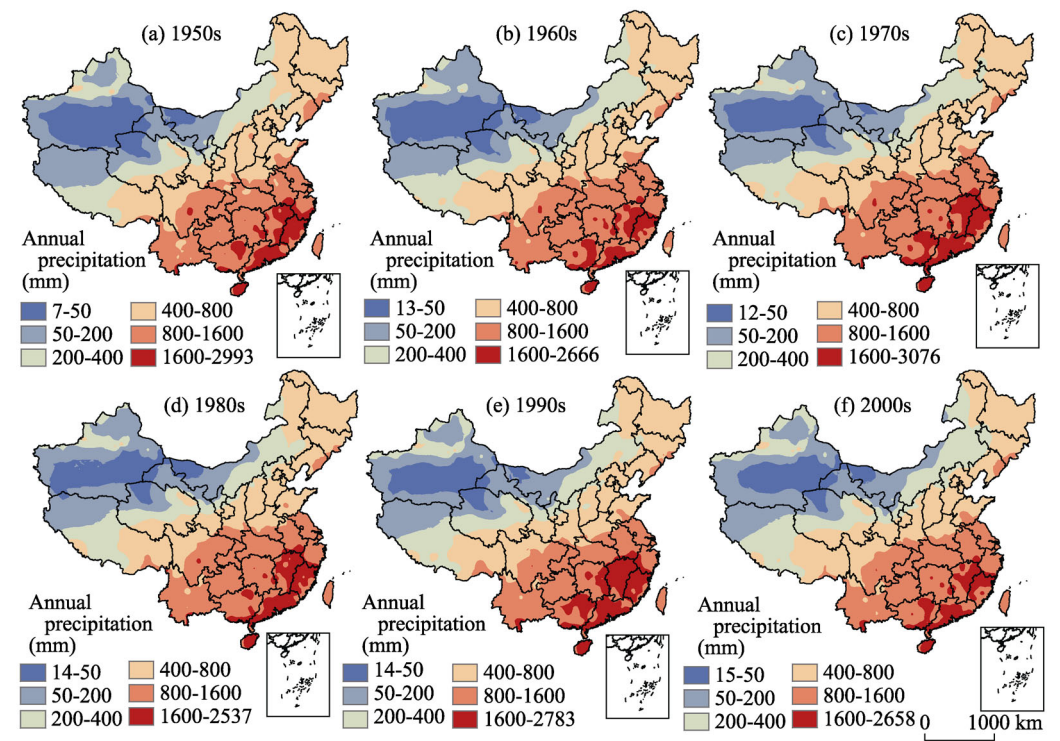 (a) 1950s
(b) 1960s
(c) 1970s
Annual
precipitation
(mm)
7-50
50-200
200-400
400-800
800-1600
1600-2993
Annual
precipitation
(mm)
13-50
50-200
200-400
400-800
800-1600
1600-2666
Annual
precipitation
(mm)
12-50
50-200
200-400
400-800
800-1600
1600-3076
(d) 1980s
(e) 1990s
(f) 2000s
Annual
precipitation
(mm)
14-50
50-200
200-400
400-800
800-1600
1600-2537
Annual
precipitation
(mm)
14-50
50-200
200-400
400-800
800-1600
1600-2783
Annual
precipitation
(mm)
15-50
50-200
200-400
400-800
800-1600
1600-2658
0 1000 km